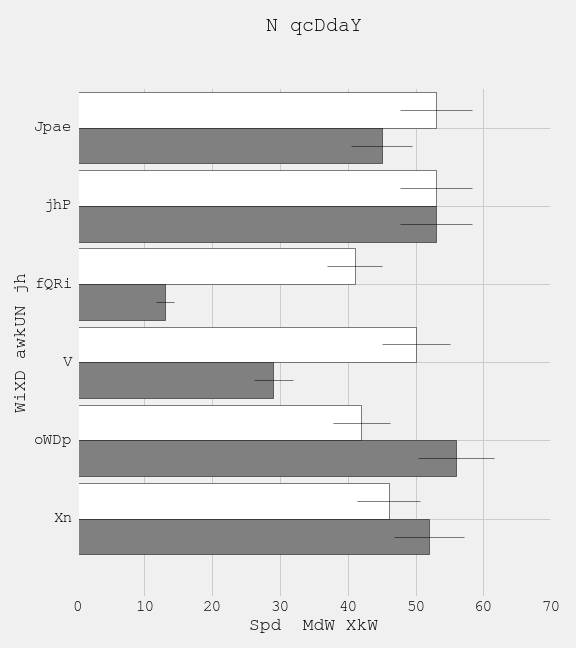 N qcDdaY
Jpae
jhP
fQRi
V
oWDp
Xn
WiXD awkUN jh
0 10 20 30 40 50 60 70
Spd  MdW XkW